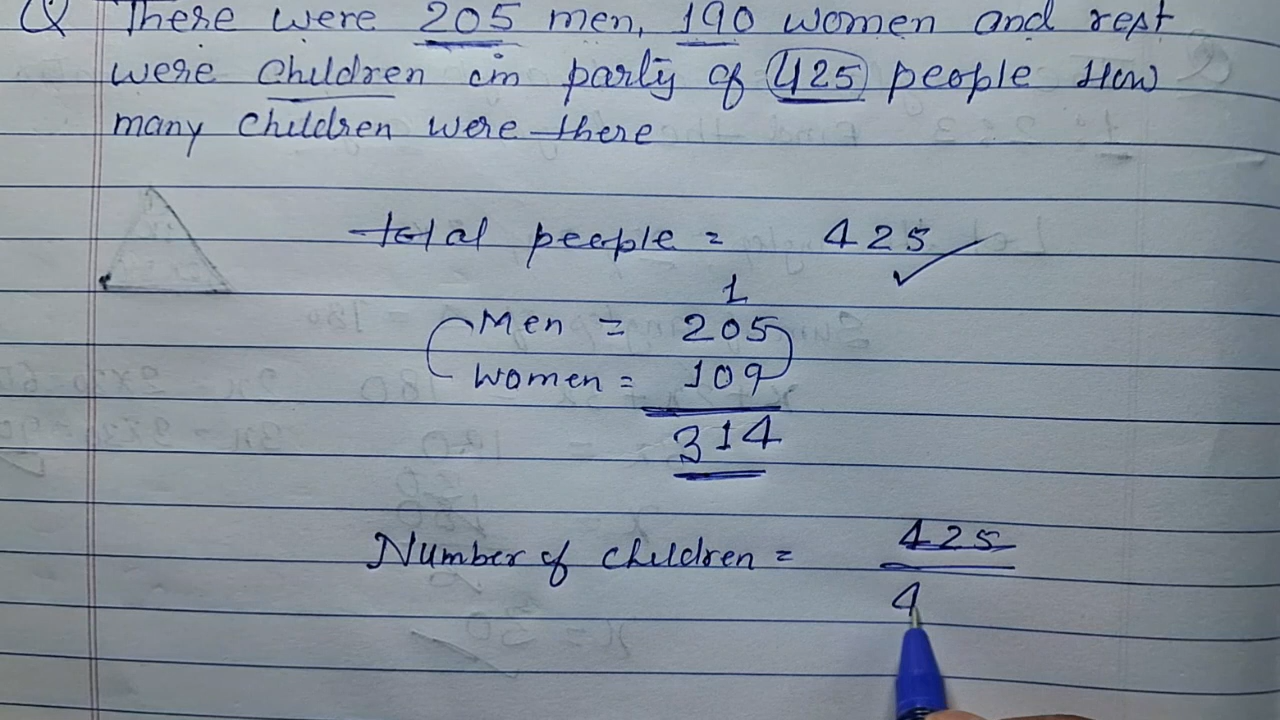 Q There were 205 men, 190 women and rest
were children in party of 425 people How
many children were there
total people = 425
1
Men = 205
Women = 109
314
Number of children = 425
4